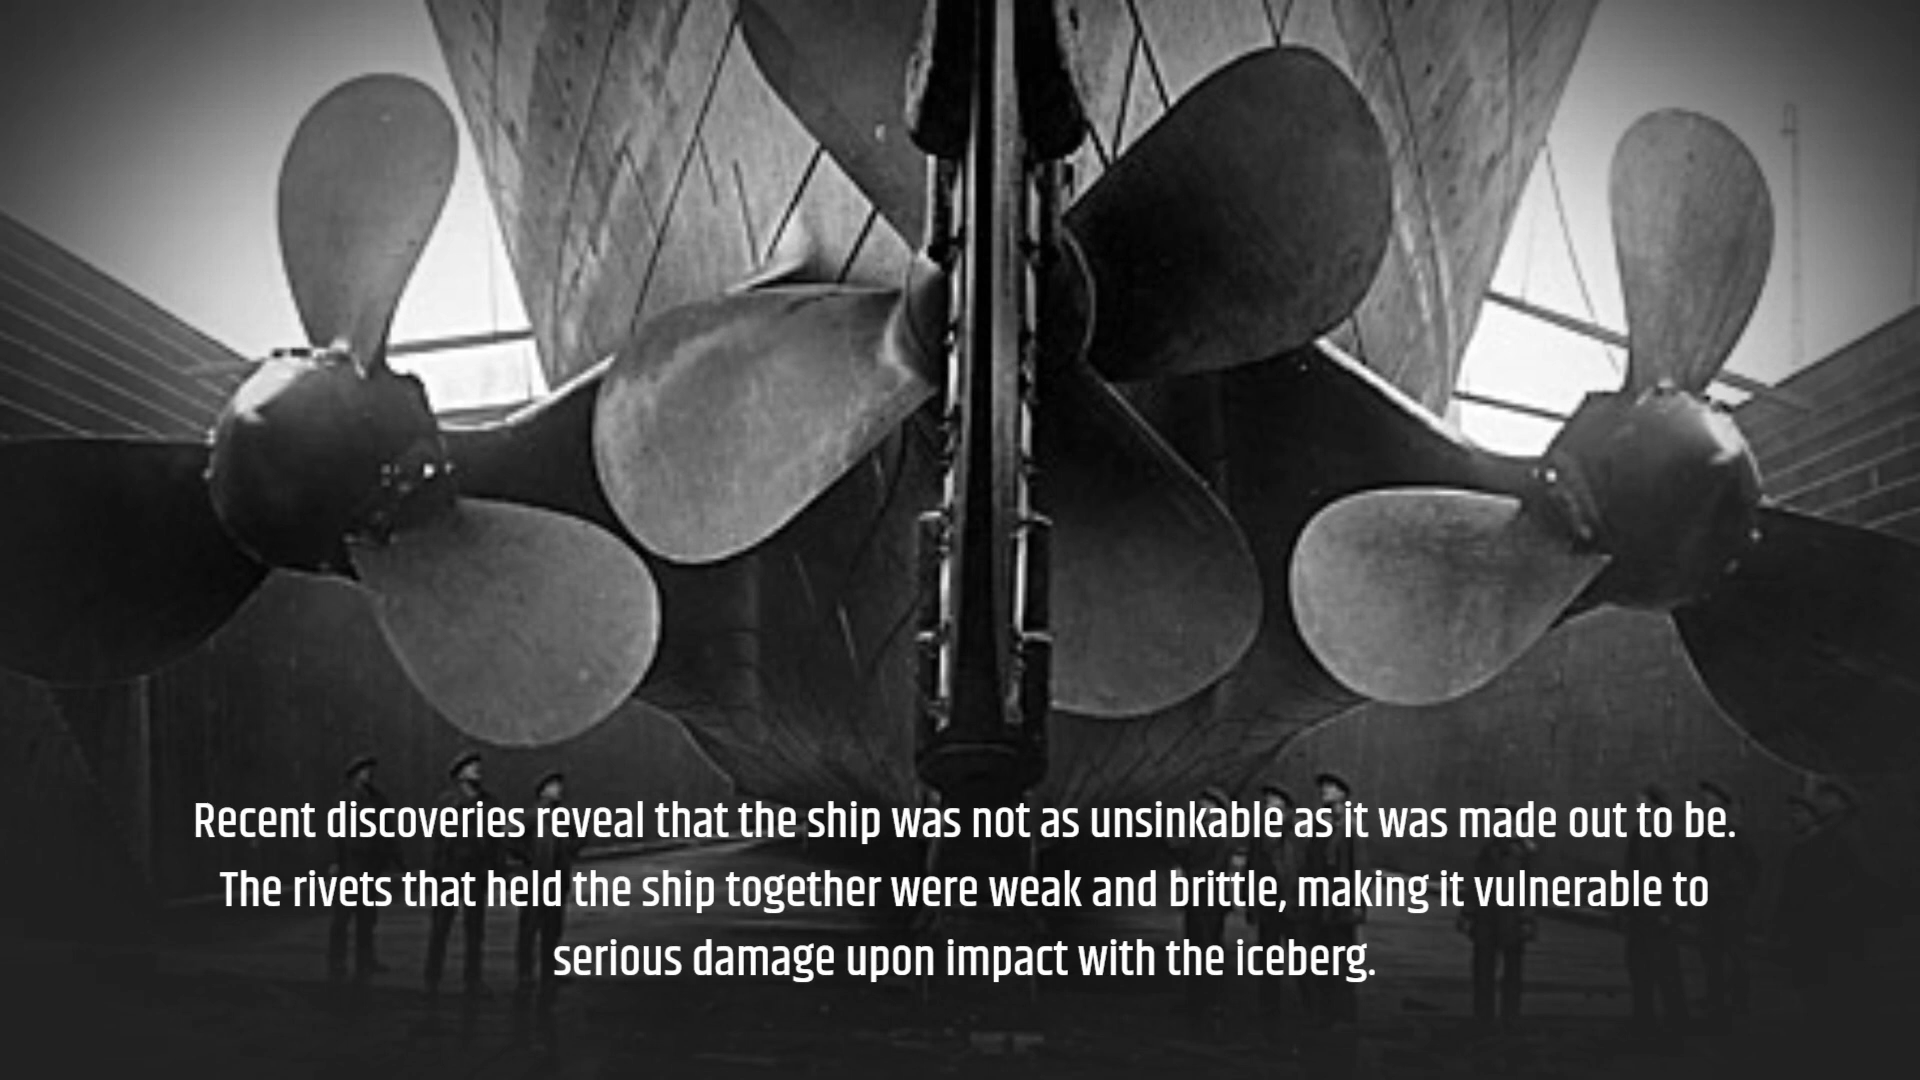 Recent discoveries reveal that the ship was not as unsinkable as it was made out to be.
The rivets that held the ship together were weak and brittle, making it vulnerable to
serious damage upon impact with the iceberg.